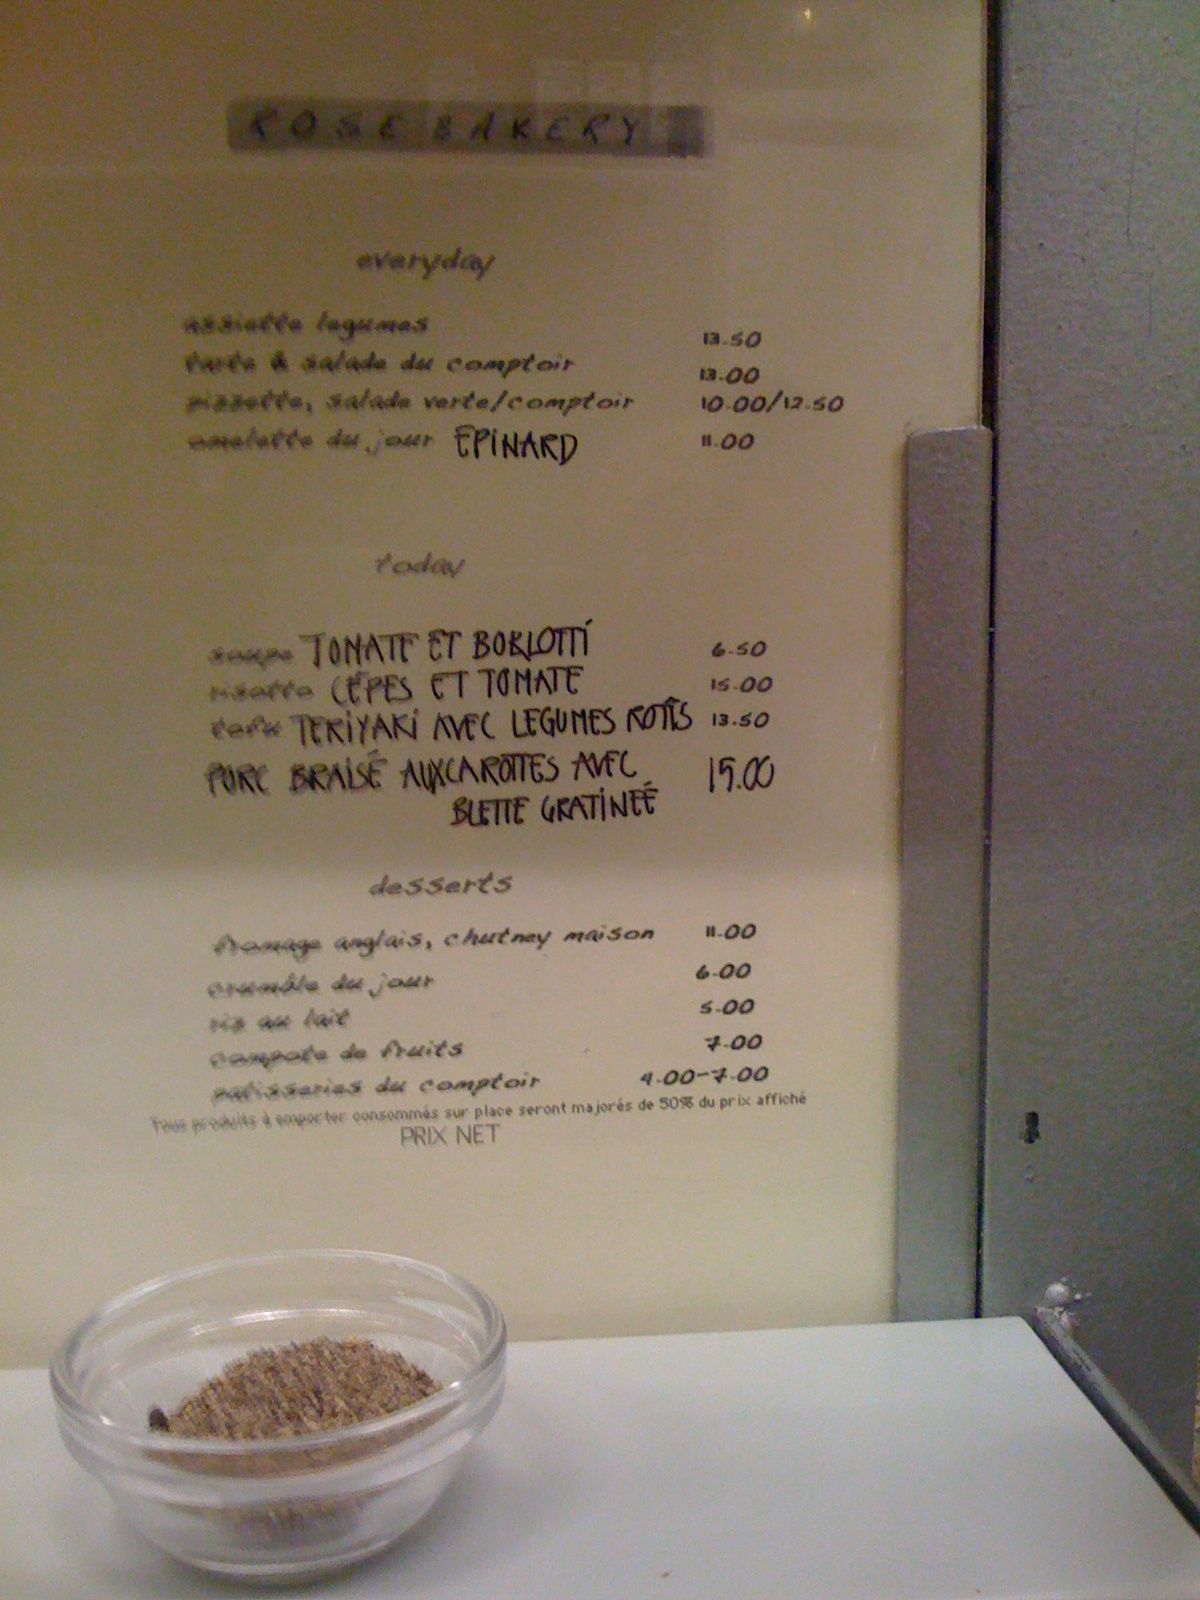 ROSE BAKERY
everyday
assiette legumes 13.50
tarte & salade du comptoir 13.00
pizzette, salade verte/comptoir 10.00/12.50
omelette du jour EPINARD 11.00
today
soupe TOMATE ET BORLOTTI 6.50
risotto CÉPES ET TOMATE 15.00
tofu TERIYAKI AVEC LEGUMES ROTIS 13.50
PORC BRAISÉ AUX CAROTTES AVEC 15.00
BLETTE GRATINEÉ
desserts
fromage anglais, chutney maison 11.00
crumble du jour 6.00
riz au lait 5.00
compote de fruits 7.00
patisseries du comptoir 4.00-7.00
Tous produits à emporter consommés sur place seront majorés de 50% du prix affiché
PRIX NET